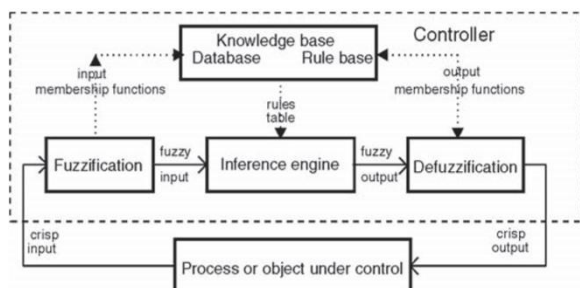 Controller
Knowledge base
Database Rule base
input
membership functions
output
membership functions
rules
table
Fuzzification
fuzzy
input
Inference engine
fuzzy
output
Defuzzification
crisp
input
crisp
output
Process or object under control